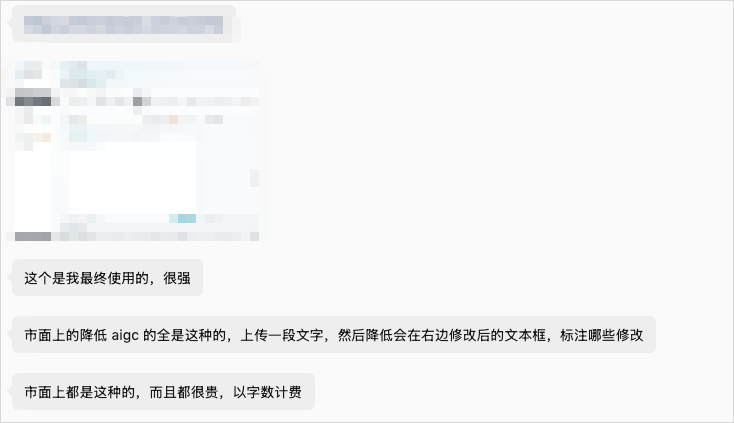 这个是我最终使用的，很强
市面上的降低 aigc 的全是这种的，上传一段文字，然后降低会在右边修改后的文本框，标注哪些修改
市面上都是这种的，而且都很贵，以字数计费